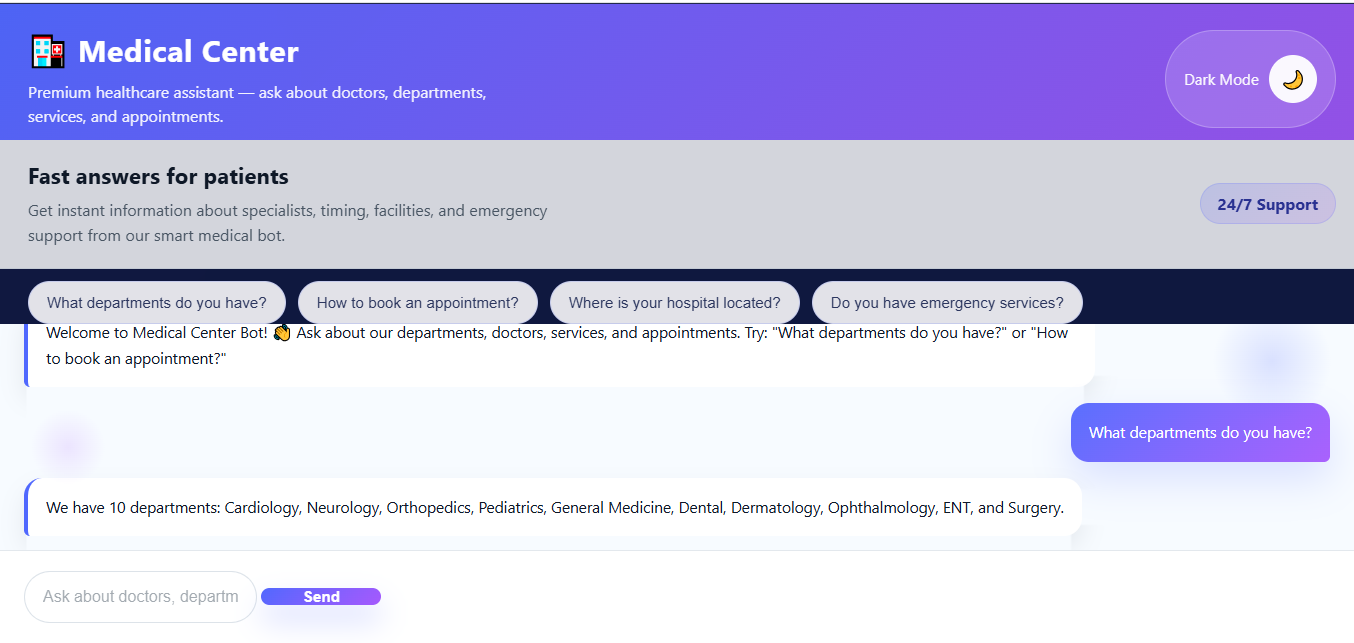 Medical Center
Premium healthcare assistant — ask about doctors, departments,
services, and appointments.
Dark Mode
Fast answers for patients
Get instant information about specialists, timing, facilities, and emergency
support from our smart medical bot.
24/7 Support
What departments do you have?
How to book an appointment?
Where is your hospital located?
Do you have emergency services?
Welcome to Medical Center Bot! 👋 Ask about our departments, doctors, services, and appointments. Try: "What departments do you have?" or "How
to book an appointment?"
What departments do you have?
We have 10 departments: Cardiology, Neurology, Orthopedics, Pediatrics, General Medicine, Dental, Dermatology, Ophthalmology, ENT, and Surgery.
Ask about doctors, departm
Send